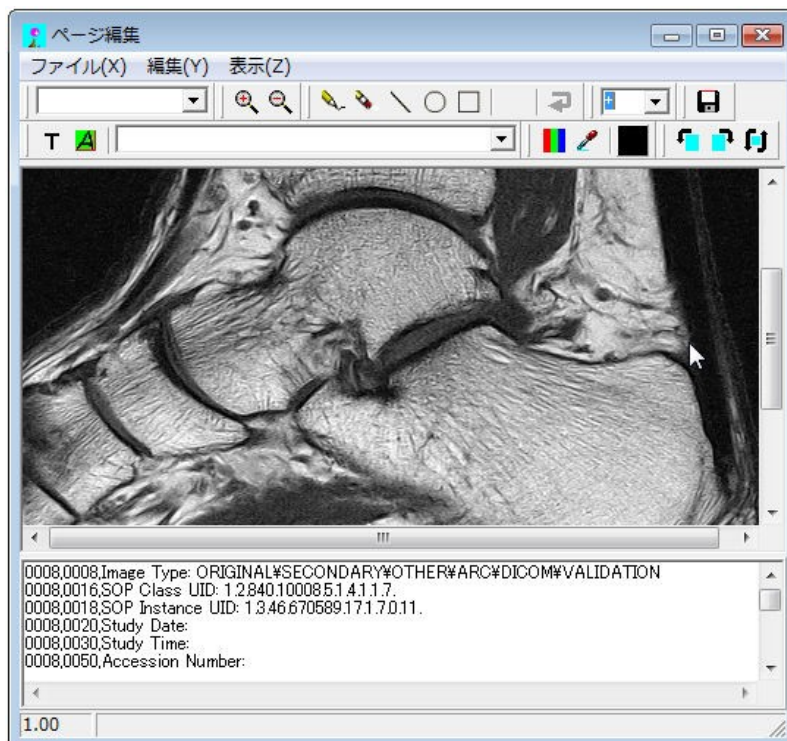 ページ編集
ファイル(X) 編集(Y) 表示(Z)
+
T A
0008,0008,Image Type: ORIGINAL¥SECONDARY¥OTHER¥ARC¥DICOM¥VALIDATION
0008,0016,SOP Class UID: 1.2.840.10008.5.1.4.1.1.7.
0008,0018,SOP Instance UID: 1.3.46.670589.17.1.7.0.11.
0008,0020,Study Date:
0008,0030,Study Time:
0008,0050,Accession Number:
1.00